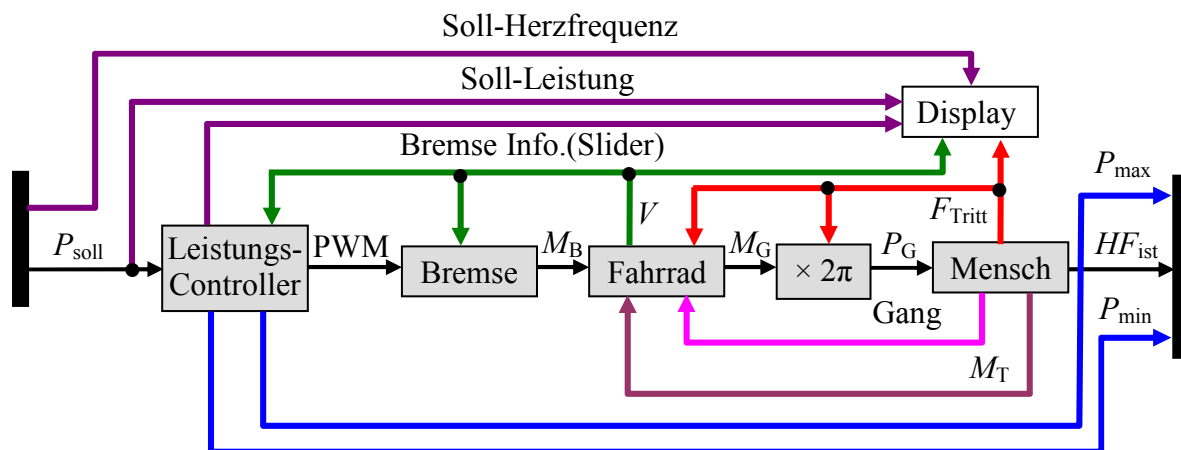 Soll-Herzfrequenz
Soll-Leistung
Display
Bremse Info.(Slider)
P_max
P_soll
Leistungs-
Controller
PWM
Bremse
M_B
V
Fahrrad
M_G
× 2π
P_G
F_Tritt
Mensch
HF_ist
Gang
P_min
M_T